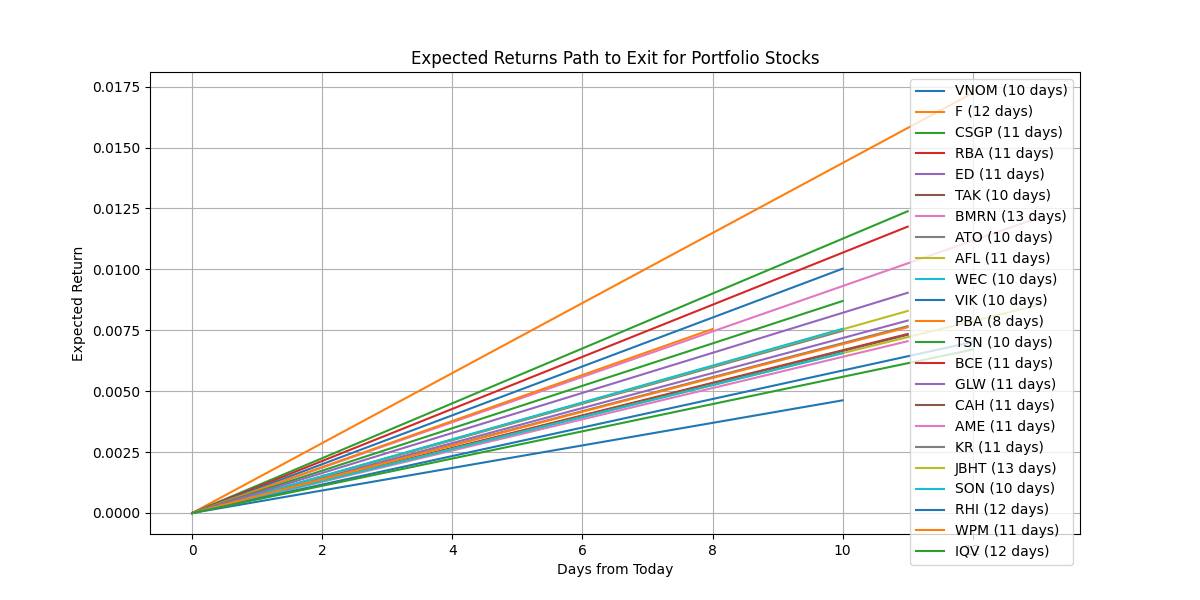 Expected Returns Path to Exit for Portfolio Stocks
Expected Return
0.0175
0.0150
0.0125
0.0100
0.0075
0.0050
0.0025
0.0000
0
2
4
6
8
10
Days from Today
VNOM (10 days)
F (12 days)
CSGP (11 days)
RBA (11 days)
ED (11 days)
TAK (10 days)
BMRN (13 days)
ATO (10 days)
AFL (11 days)
WEC (10 days)
VIK (10 days)
PBA (8 days)
TSN (10 days)
BCE (11 days)
GLW (11 days)
CAH (11 days)
AME (11 days)
KR (11 days)
JBHT (13 days)
SON (10 days)
RHI (12 days)
WPM (11 days)
IQV (12 days)